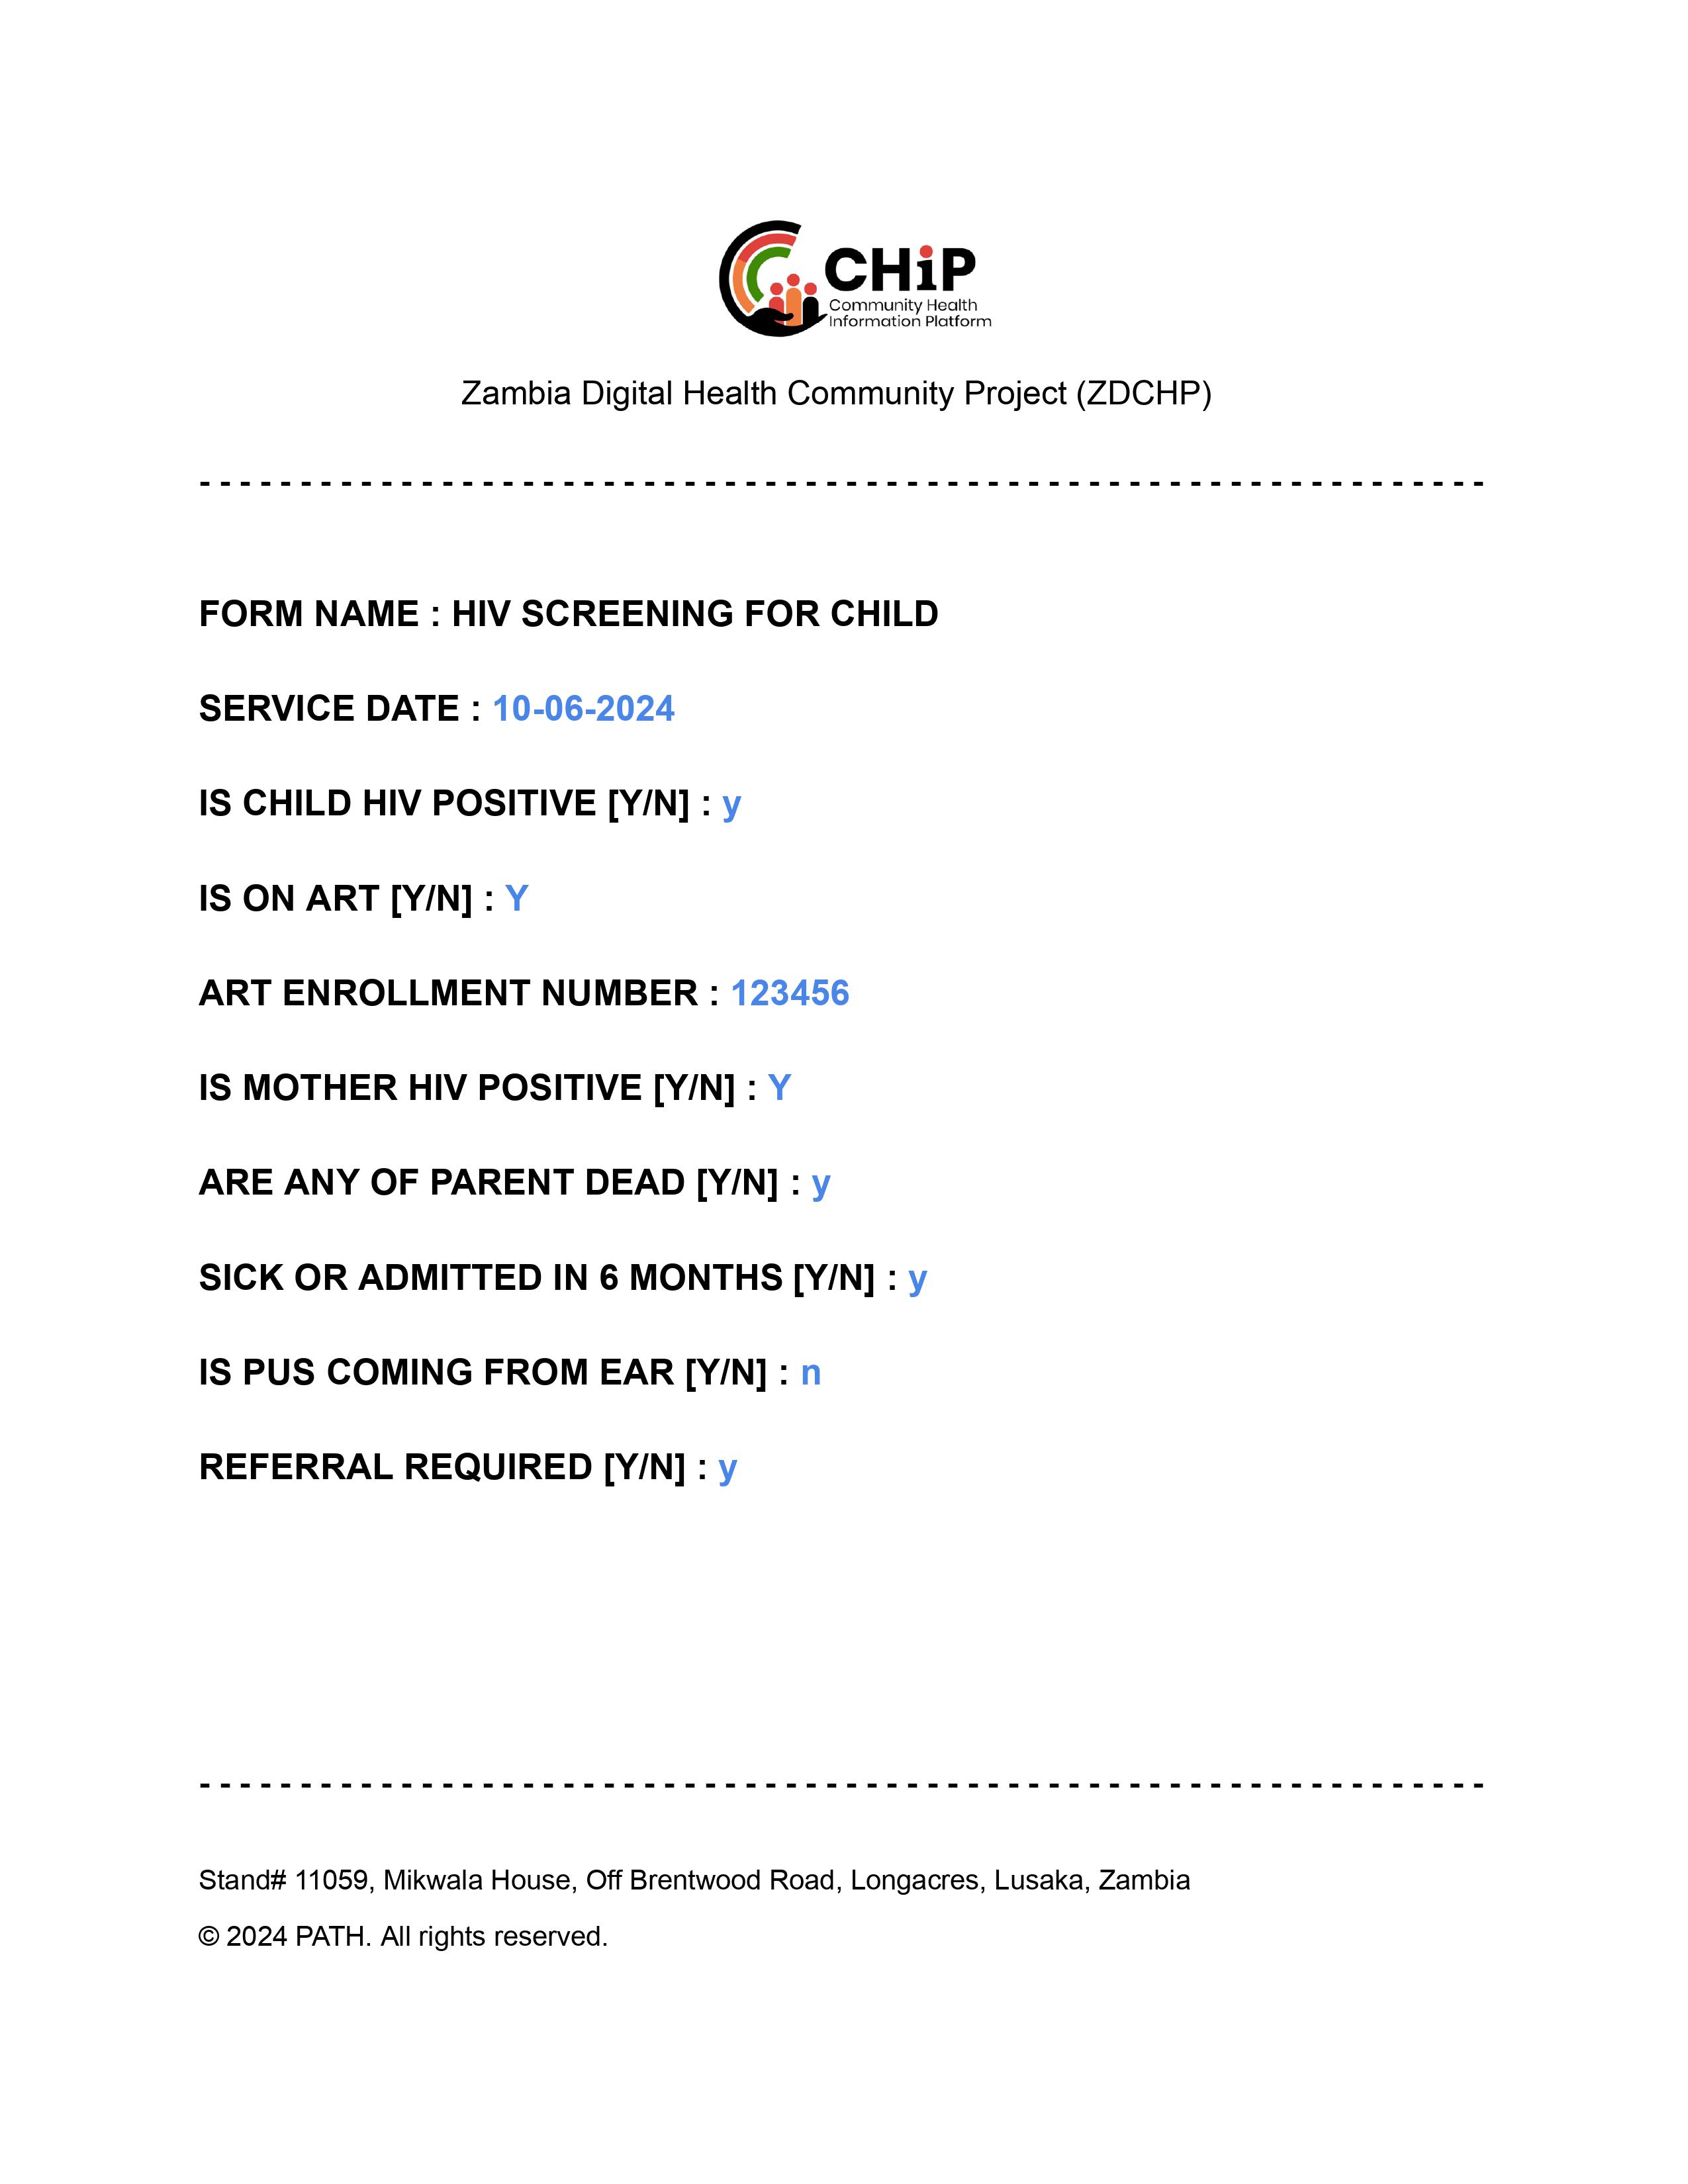 CHiP
Community Health
Information Platform
Zambia Digital Health Community Project (ZDCHP)
- - - - - - - - - - - - - - - - - - - - - - - - - - - - - - - - - - - - - - - - - - - - - - - - - - - - - - - - - - - - - - - -
FORM NAME : HIV SCREENING FOR CHILD
SERVICE DATE : 10-06-2024
IS CHILD HIV POSITIVE [Y/N] : y
IS ON ART [Y/N] : Y
ART ENROLLMENT NUMBER : 123456
IS MOTHER HIV POSITIVE [Y/N] : Y
ARE ANY OF PARENT DEAD [Y/N] : y
SICK OR ADMITTED IN 6 MONTHS [Y/N] : y
IS PUS COMING FROM EAR [Y/N] : n
REFERRAL REQUIRED [Y/N] : y
- - - - - - - - - - - - - - - - - - - - - - - - - - - - - - - - - - - - - - - - - - - - - - - - - - - - - - - - - - - - - - - -
Stand# 11059, Mikwala House, Off Brentwood Road, Longacres, Lusaka, Zambia
© 2024 PATH. All rights reserved.